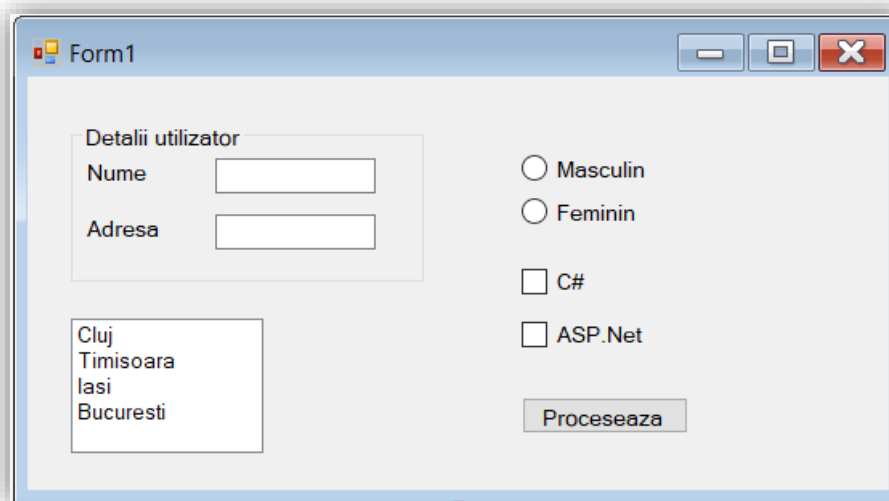 Form1
Detalii utilizator
Nume
Adresa
Cluj
Timisoara
Iasi
Bucuresti
Masculin
Feminin
C#
ASP.Net
Proceseaza